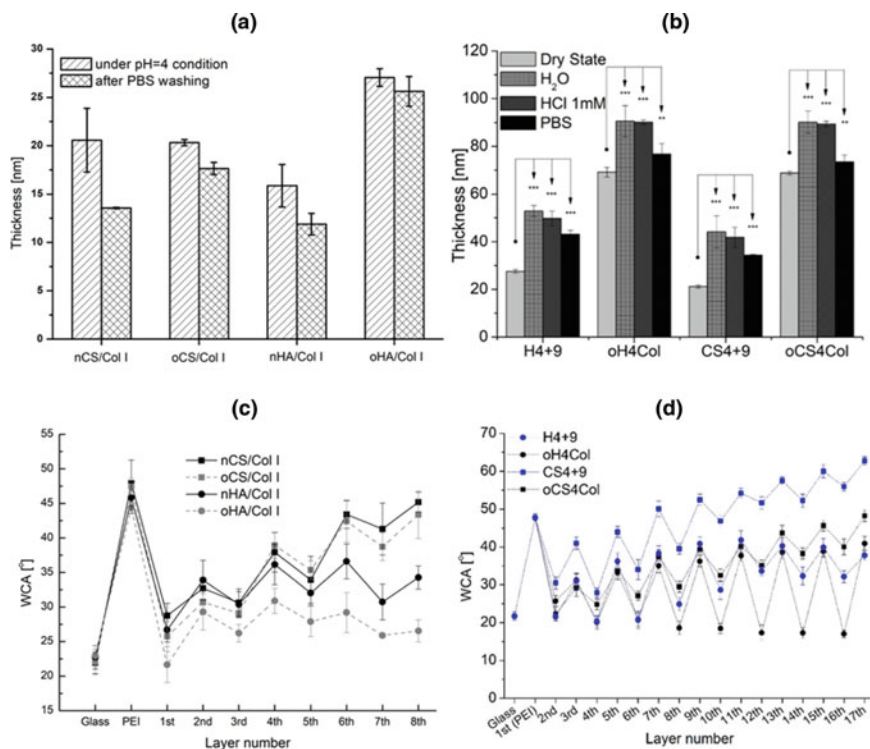 (a)
30
25
20
15
10
5
0
Thickness [nm]
under pH=4 condition
after PBS washing
nCS/Col I
oCS/Col I
nHA/Col I
oHA/Col I
(b)
120
100
80
60
40
20
0
Thickness [nm]
Dry State
H₂O
HCl 1mM
PBS
***
***
***
***
***
**
***
***
***
***
***
**
H4+9
oH4Col
CS4+9
oCS4Col
(c)
55
50
45
40
35
30
25
20
15
WCA [°]
nCS/Col I
oCS/Col I
nHA/Col I
oHA/Col I
Glass
PEI
1st
2nd
3rd
4th
5th
6th
7th
8th
Layer number
(d)
70
60
50
40
30
20
10
0
WCA [°]
H4+9
oH4Col
CS4+9
oCS4Col
Glass
1st (PEI)
2nd
3rd
4th
5th
6th
7th
8th
9th
10th
11th
12th
13th
14th
15th
16th
17th
Layer number